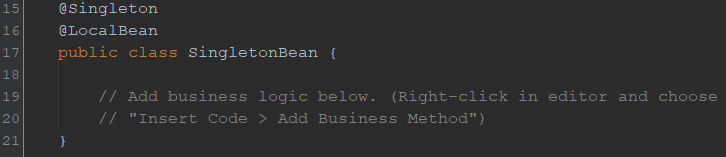 15 @Singleton
16 @LocalBean
17 public class SingletonBean {
18
19 // Add business logic below. (Right-click in editor and choose
20 // "Insert Code > Add Business Method")
21 }